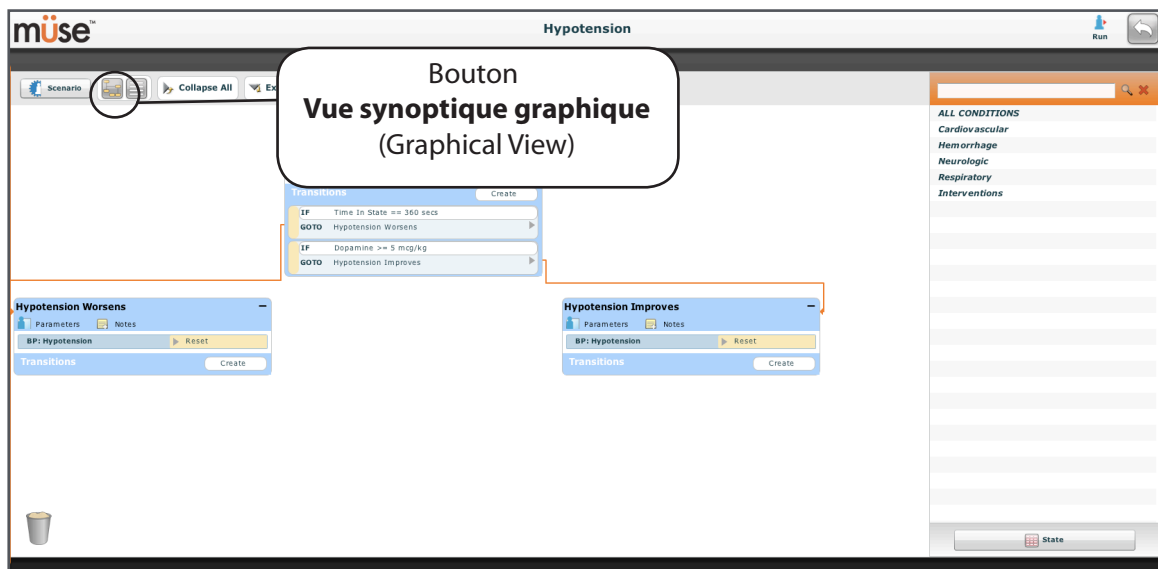 müse™
Hypotension
Run
Scenario
Collapse All
Bouton
Vue synoptique graphique
(Graphical View)
ALL CONDITIONS
Cardiovascular
Hemorrhage
Neurologic
Respiratory
Interventions
Transitions Create
IF Time In State == 360 secs
GOTO Hypotension Worsens
IF Dopamine >= 5 mcg/kg
GOTO Hypotension Improves
Hypotension Worsens
Parameters Notes
BP: Hypotension Reset
Transitions Create
Hypotension Improves
Parameters Notes
BP: Hypotension Reset
Transitions Create
State